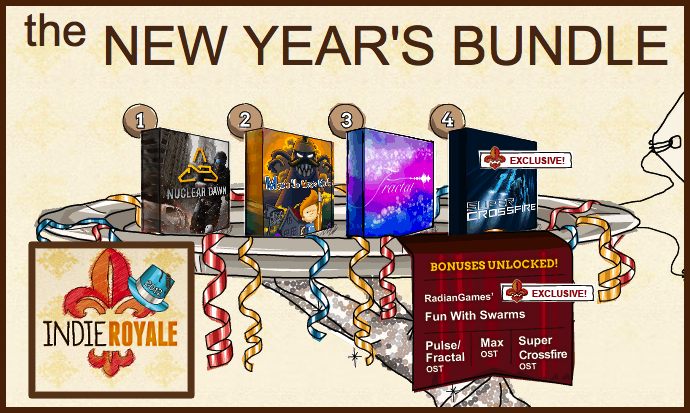 the NEW YEAR'S BUNDLE
1 2 3 4
NUCLEAR DAWN
Fractal
EXCLUSIVE!
SUPER
CROSSFIRE
2012
INDIE ROYALE
BONUSES UNLOCKED!
RadianGames'
EXCLUSIVE!
Fun With Swarms
Pulse/
Fractal
OST
Max
OST
Super
Crossfire
OST